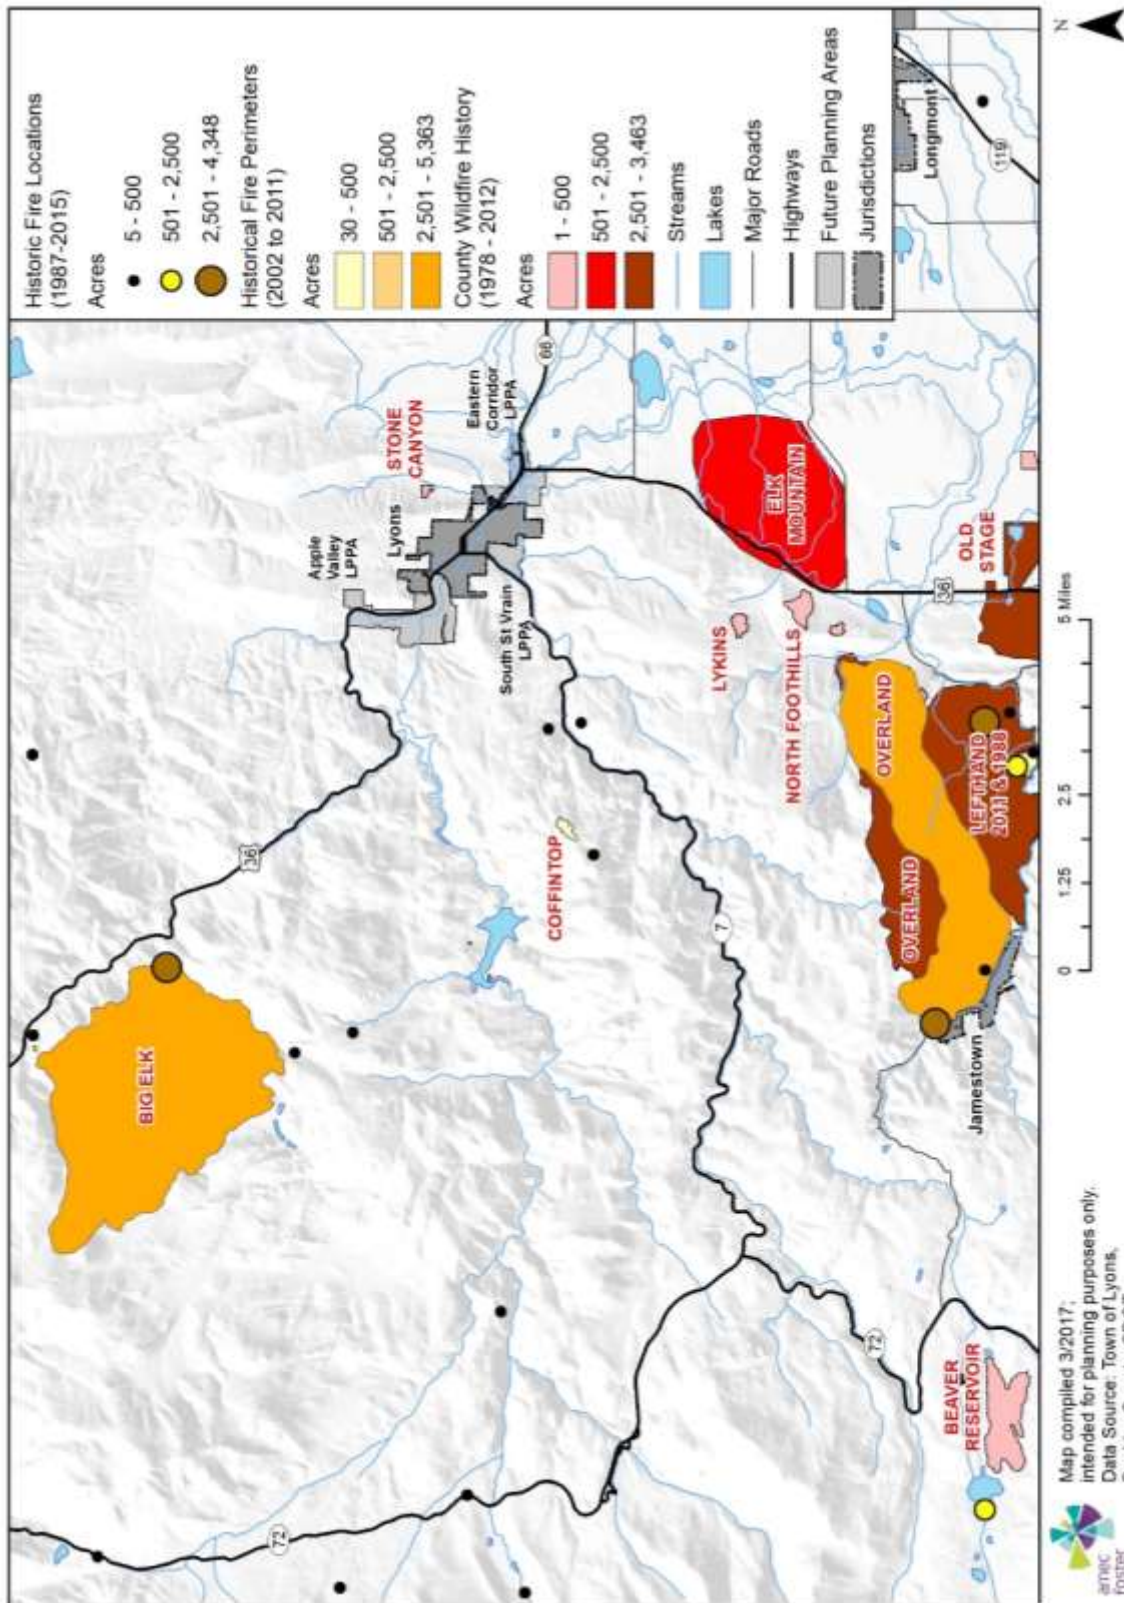 Historic Fire Locations
(1987-2015)
Acres
5 - 500
501 - 2,500
2,501 - 4,348
Historical Fire Perimeters
(2002 to 2011)
Acres
30 - 500
501 - 2,500
2,501 - 5,363
County Wildfire History
(1978 - 2012)
Acres
1 - 500
501 - 2,500
2,501 - 3,463
Streams
Lakes
Major Roads
Highways
Future Planning Areas
Jurisdictions
BIG ELK
36
Apple
Valley
LPPA
Lyons
STONE
CANYON
Eastern
Corridor
LPPA
66
South St Vrain
LPPA
COFFINTOP
7
72
LYKINS
NORTH FOOTHILLS
ELK
MOUNTAIN
OVERLAND
OVERLAND
LEFTHAND
2011 & 1988
OLD
STAGE
36
Jamestown
72
BEAVER
RESERVOIR
Longmont
119
N
0
1.25
2.5
5 Miles
Map compiled 3/2017;
intended for planning purposes only.
Data Source: Town of Lyons,
amec
foster